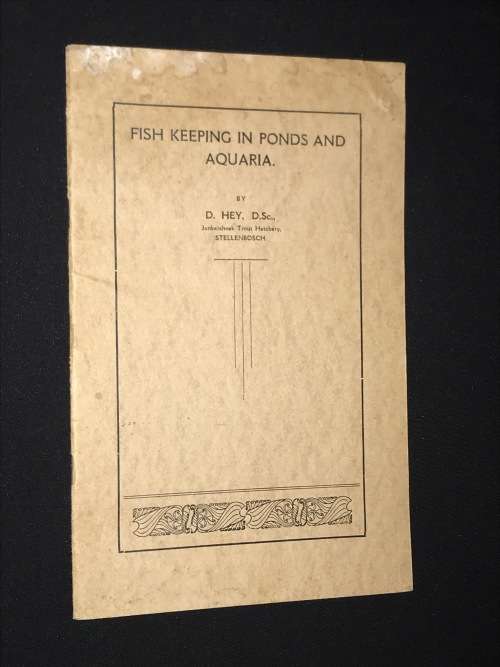 FISH KEEPING IN PONDS AND
AQUARIA.
BY
D. HEY, D.Sc.,
Jonkershoek Trout Hatchery,
STELLENBOSCH.